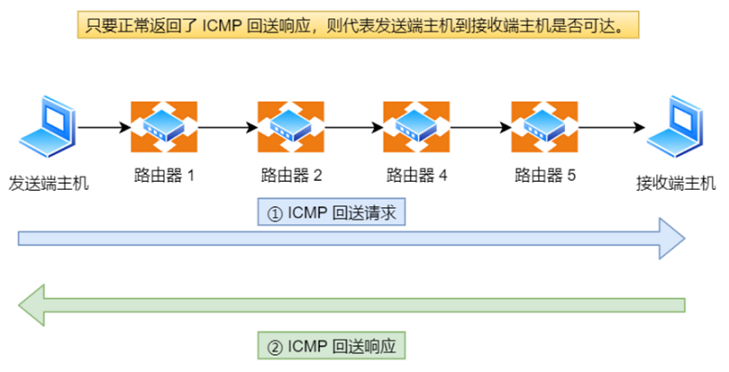 只要正常返回了 ICMP 回送响应，则代表发送端主机到接收端主机是否可达。
发送端主机
路由器 1
路由器 2
路由器 4
路由器 5
接收端主机
① ICMP 回送请求
② ICMP 回送响应